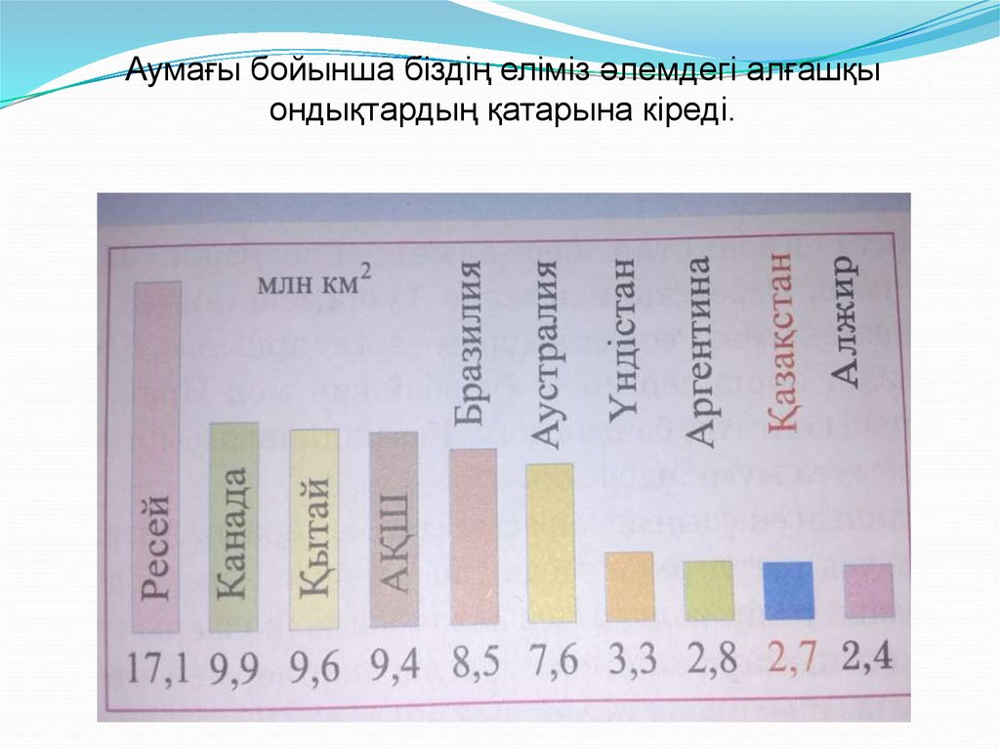 Аумағы бойынша біздің еліміз әлемдегі алғашқы
ондықтардың қатарына кіреді.
млн км²
Ресей
Канада
Қытай
АҚШ
Бразилия
Аустралия
Үндістан
Аргентина
Қазақстан
Алжир
17,1 9,9 9,6 9,4 8,5 7,6 3,3 2,8 2,7 2,4